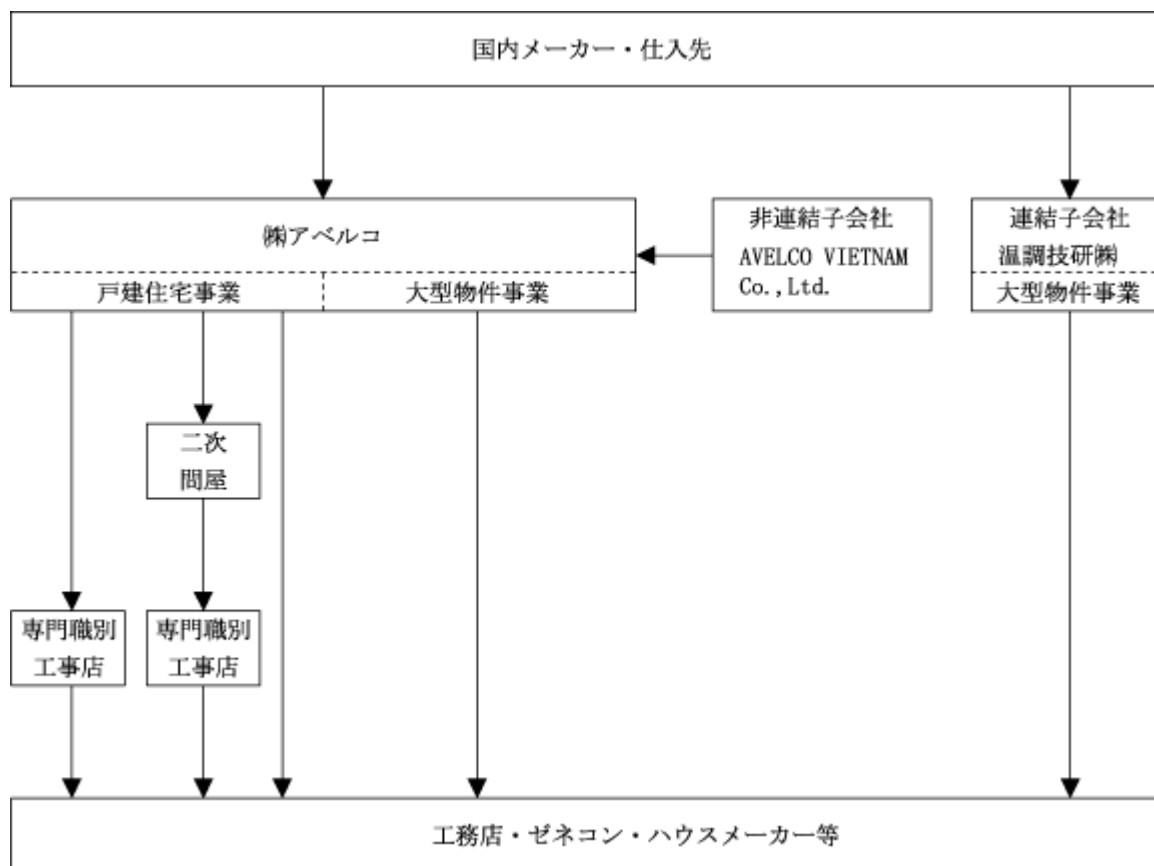 国内メーカー・仕入先
㈱アベルコ
戸建住宅事業
大型物件事業
非連結子会社
AVELCO VIETNAM
Co.,Ltd.
連結子会社
温調技研㈱
大型物件事業
二次
問屋
専門職別
工事店
専門職別
工事店
工務店・ゼネコン・ハウスメーカー等